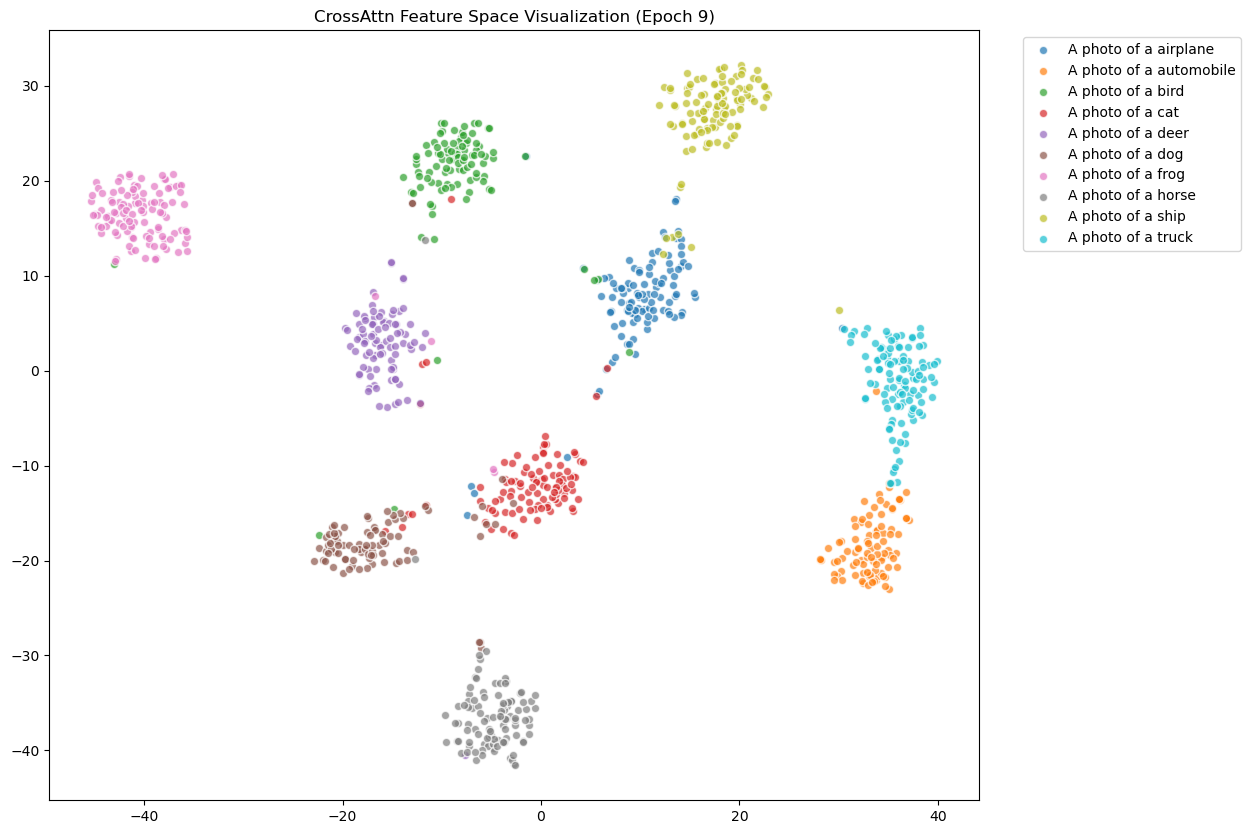 CrossAttn Feature Space Visualization (Epoch 9)
A photo of a airplane
A photo of a automobile
A photo of a bird
A photo of a cat
A photo of a deer
A photo of a dog
A photo of a frog
A photo of a horse
A photo of a ship
A photo of a truck
30
20
10
0
−10
−20
−30
−40
−40 −20 0 20 40